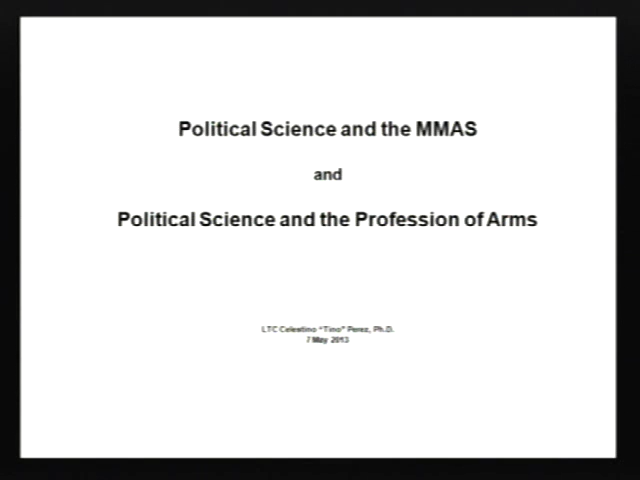 Political Science and the MMAS
and
Political Science and the Profession of Arms
LTC Celestino "Tino" Perez, Ph.D.
7 May 2013